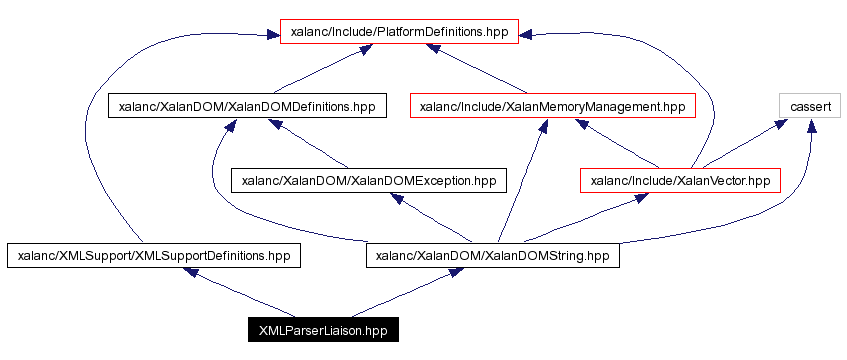 xalanc/Include/PlatformDefinitions.hpp
xalanc/XalanDOM/XalanDOMDefinitions.hpp
xalanc/Include/XalanMemoryManagement.hpp
cassert
xalanc/XalanDOM/XalanDOMException.hpp
xalanc/Include/XalanVector.hpp
xalanc/XMLSupport/XMLSupportDefinitions.hpp
xalanc/XalanDOM/XalanDOMString.hpp
XMLParserLiaison.hpp